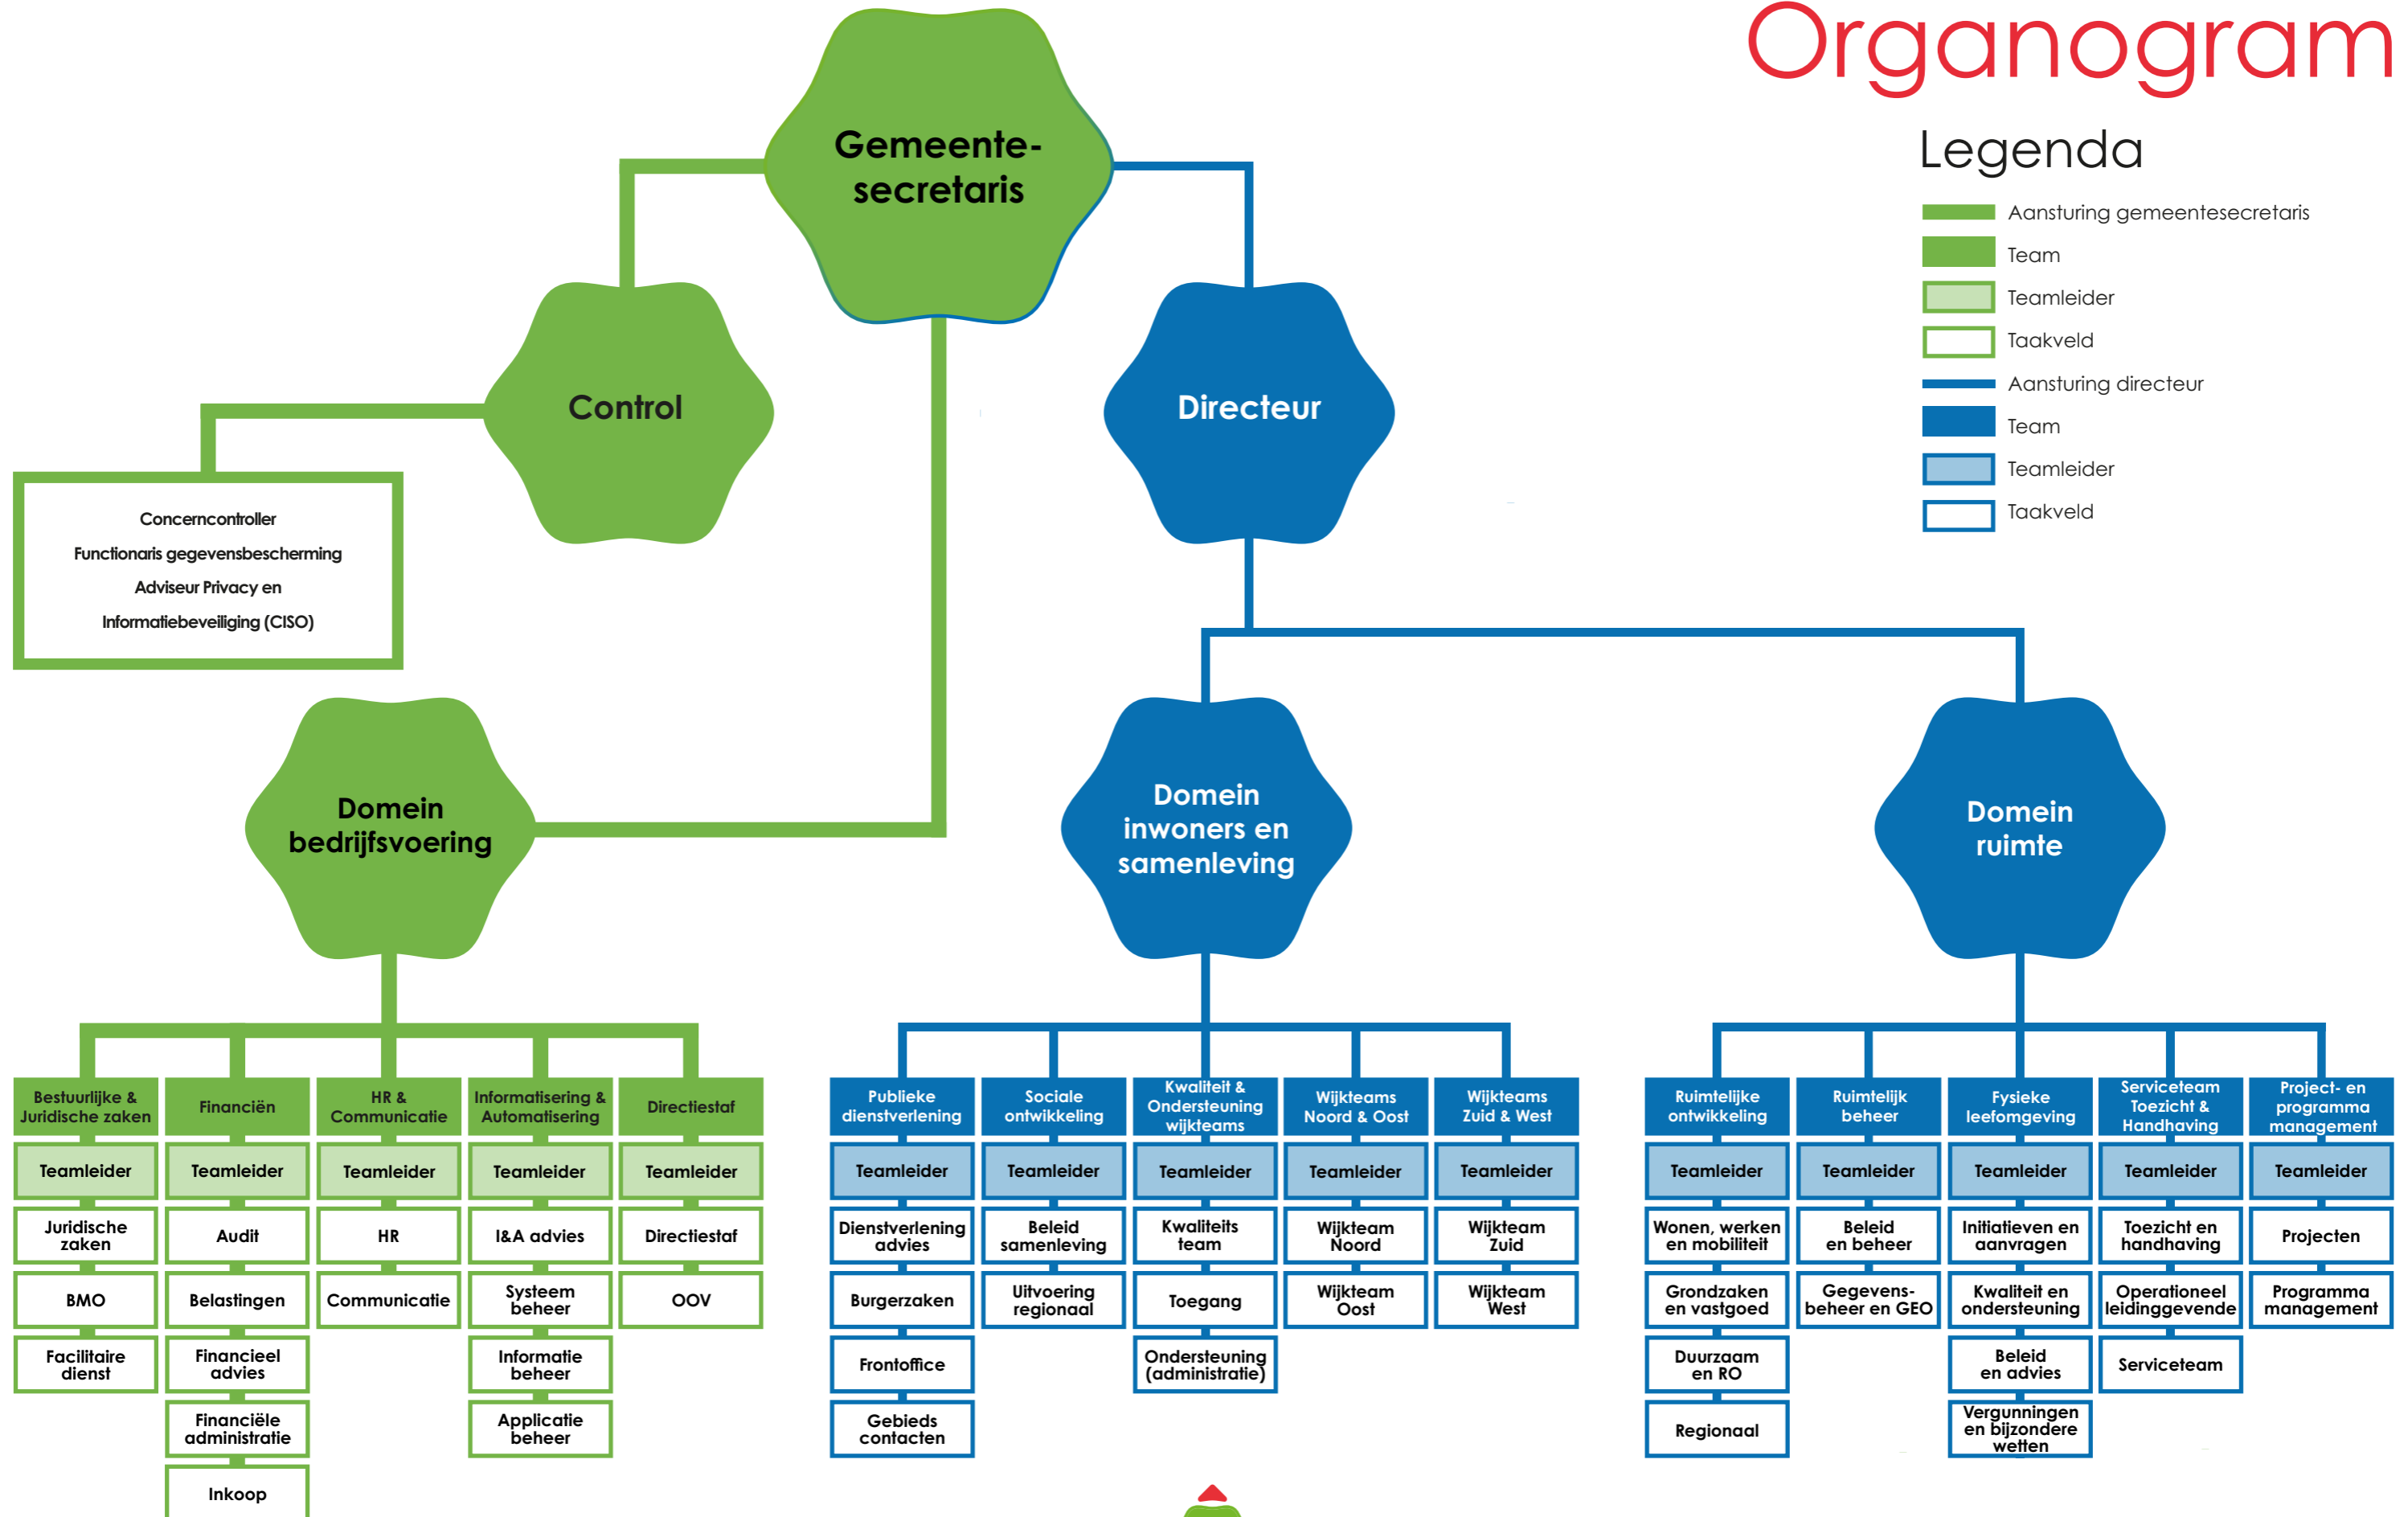 Organogram
Legenda
Aansturing gemeentesecretaris
Team
Teamleider
Taakveld
Aansturing directeur
Team
Teamleider
Taakveld
Gemeente-
secretaris
Control
Directeur
Concerncontroller
Functionaris gegevensbescherming
Adviseur Privacy en
Informatiebeveiliging (CISO)
Domein
bedrijfsvoering
Domein
inwoners en
samenleving
Domein
ruimte
Bestuurlijke &
Juridische zaken
Teamleider
Juridische
zaken
BMO
Facilitaire
dienst
Financiën
Teamleider
Audit
Belastingen
Financieel
advies
Financiële
administratie
Inkoop
HR &
Communicatie
Teamleider
HR
Communicatie
Informatisering &
Automatisering
Teamleider
I&A advies
Systeem
beheer
Informatie
beheer
Applicatie
beheer
Directiestaf
Teamleider
Directiestaf
OOV
Publieke
dienstverlening
Teamleider
Dienstverlening
advies
Burgerzaken
Frontoffice
Gebieds
contacten
Sociale
ontwikkeling
Teamleider
Beleid
samenleving
Uitvoering
regionaal
Kwaliteit &
Ondersteuning
wijkteams
Teamleider
Kwaliteits
team
Toegang
Ondersteuning
(administratie)
Wijkteams
Noord & Oost
Teamleider
Wijkteam
Noord
Wijkteam
Oost
Wijkteams
Zuid & West
Teamleider
Wijkteam
Zuid
Wijkteam
West
Ruimtelijke
ontwikkeling
Teamleider
Wonen, werken
en mobiliteit
Grondzaken
en vastgoed
Duurzaam
en RO
Regionaal
Ruimtelijk
beheer
Teamleider
Beleid
en beheer
Gegevens-
beheer en GEO
Fysieke
leefomgeving
Teamleider
Initiatieven en
aanvragen
Kwaliteit en
ondersteuning
Beleid
en advies
Vergunningen
en bijzondere
wetten
Serviceteam
Toezicht &
Handhaving
Teamleider
Toezicht en
handhaving
Operationeel
leidinggevende
Serviceteam
Project- en
programma
management
Teamleider
Projecten
Programma
management